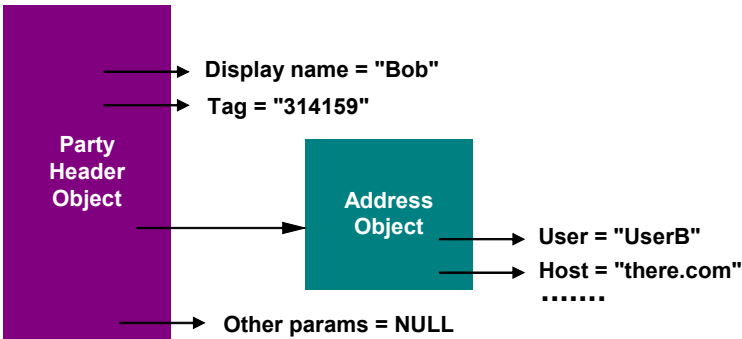 Display name = "Bob"
Tag = "314159"
Party
Header
Object
Address
Object
User = "UserB"
Host = "there.com"
.......
Other params = NULL